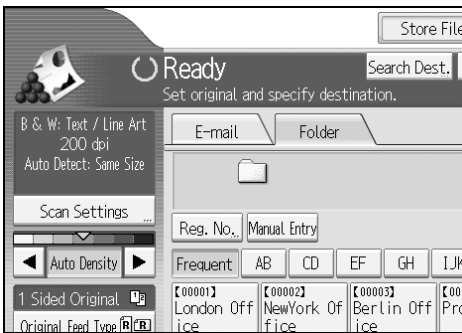 Store File
Ready
Search Dest.
Set original and specify destination.
B & W: Text / Line Art
200 dpi
Auto Detect: Same Size
E-mail
Folder
Scan Settings
Reg. No.
Manual Entry
Auto Density
Frequent
AB
CD
EF
GH
IJK
1 Sided Original
【00001】
London Off
ice
【00002】
NewYork Of
fice
【00003】
Berlin Off
ice
【00
Original Feed Type